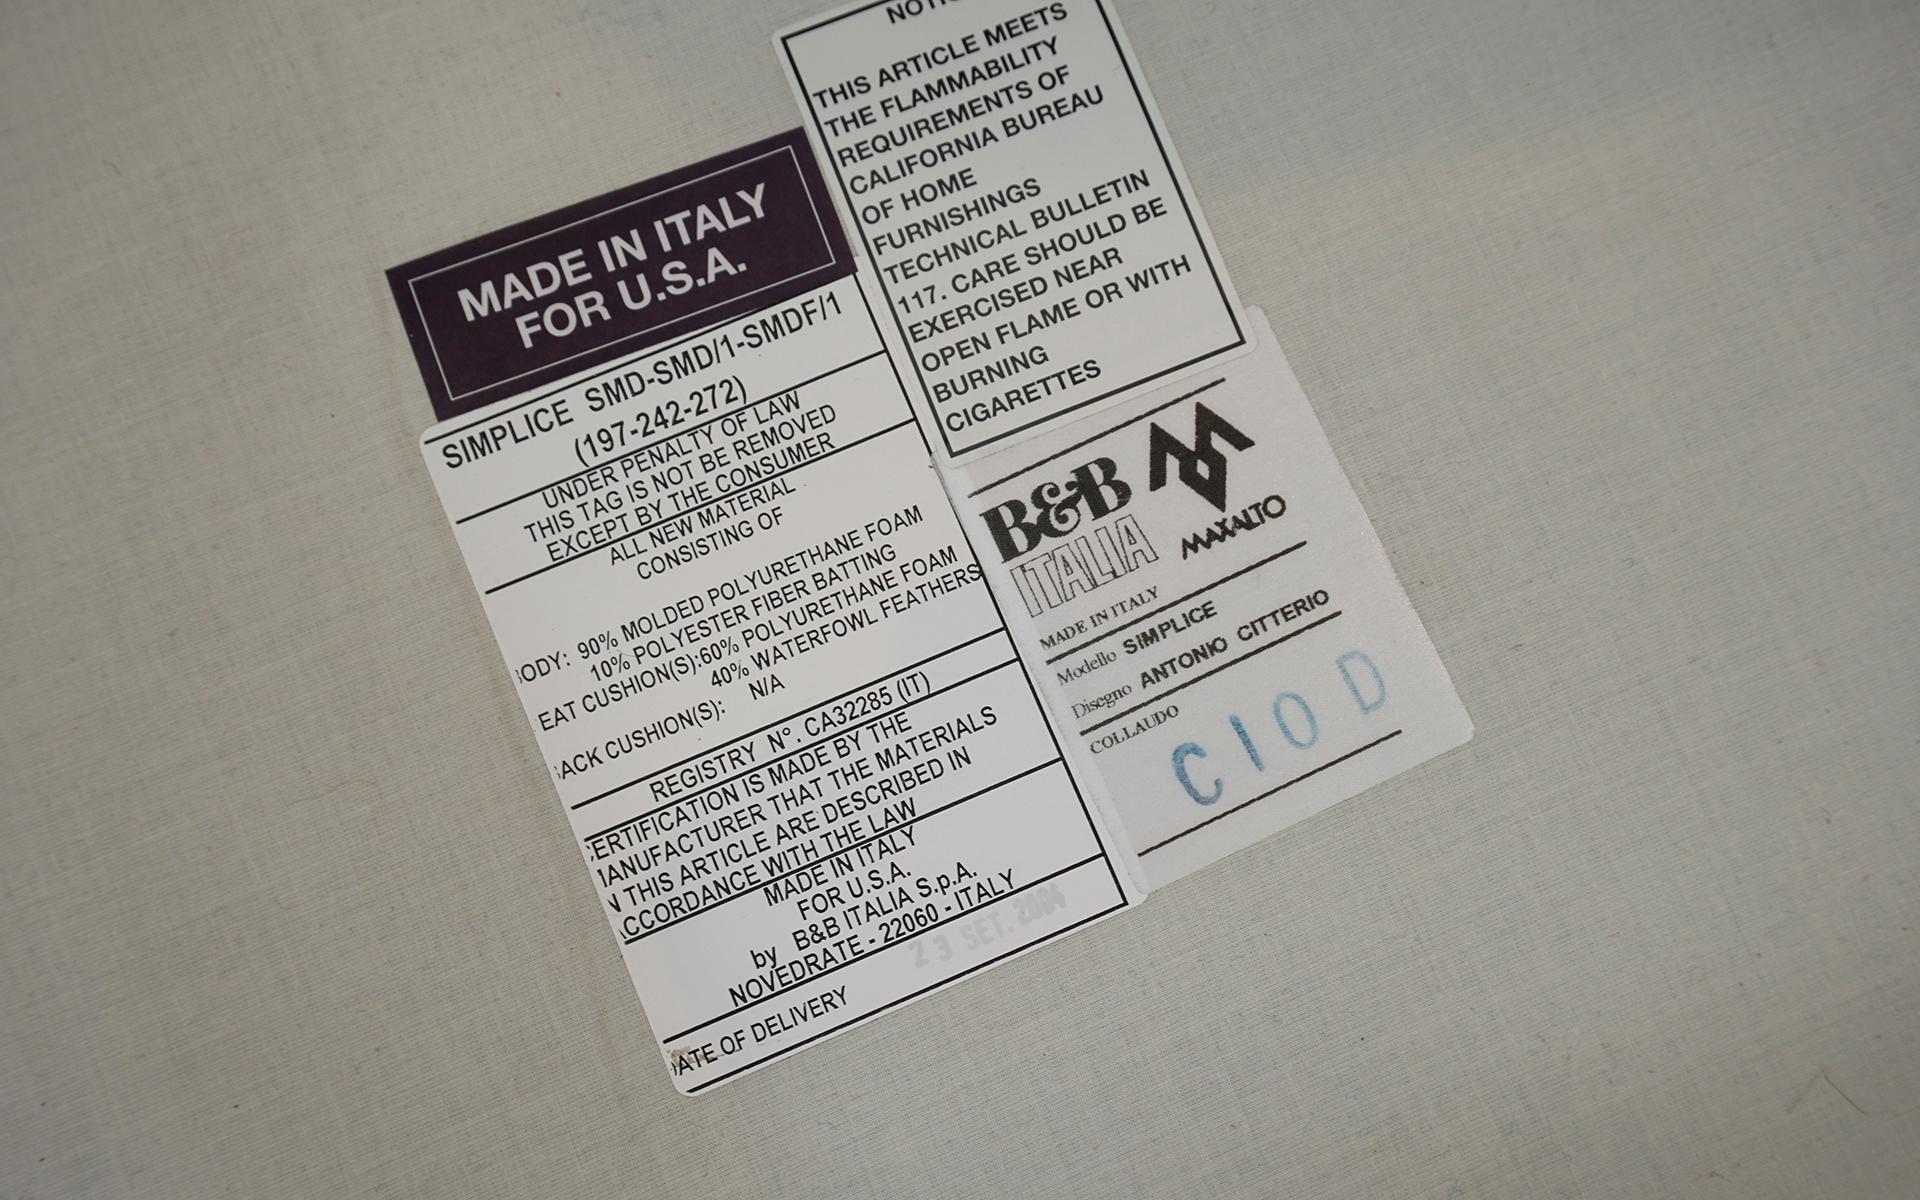 MADE IN ITALY
FOR U.S.A.
SIMPLICE SMD-SMD/1-SMDF/1
(197-242-272)
UNDER PENALTY OF LAW
THIS TAG IS NOT BE REMOVED
EXCEPT BY THE CONSUMER
ALL NEW MATERIAL
CONSISTING OF
ODY: 90% MOLDED POLYURETHANE FOAM
10% POLYESTER FIBER BATTING
EAT CUSHION(S):60% POLYURETHANE FOAM
40% WATERFOWL FEATHERS
ACK CUSHION(S): N/A
REGISTRY N°. CA32285 (IT)
ERTIFICATION IS MADE BY THE
ANUFACTURER THAT THE MATERIALS
N THIS ARTICLE ARE DESCRIBED IN
CCORDANCE WITH THE LAW
MADE IN ITALY
FOR U.S.A.
by B&B ITALIA S.p.A.
NOVEDRATE - 22060 - ITALY
23 SET. 2004
ATE OF DELIVERY
THIS ARTICLE MEETS
THE FLAMMABILITY
REQUIREMENTS OF
CALIFORNIA BUREAU
OF HOME
FURNISHINGS
TECHNICAL BULLETIN
117. CARE SHOULD BE
EXERCISED NEAR
OPEN FLAME OR WITH
BURNING
CIGARETTES
B&B
ITALIA
MAXALTO
MADE IN ITALY
Modello SIMPLICE
Disegno ANTONIO CITTERIO
COLLAUDO
C I O D